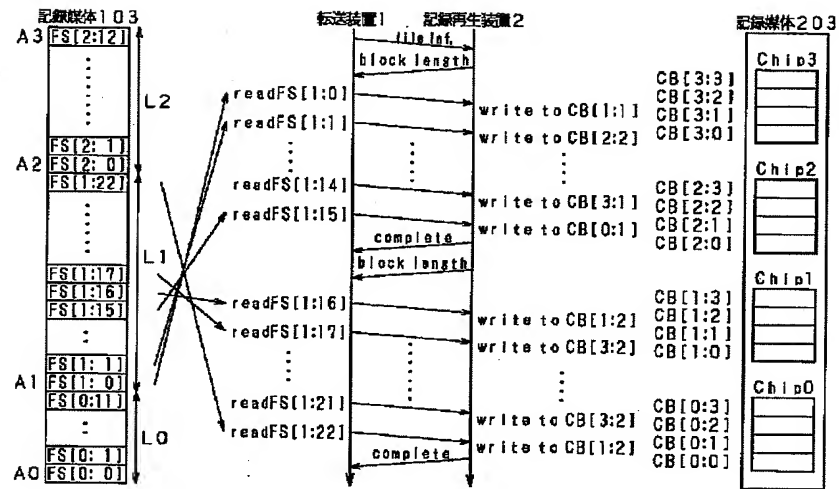 記録媒体103
転送装置1
記録再生装置2
記録媒体203
A3
FS[2:12]
L2
FS[2: 1]
A2
FS[2: 0]
FS[1:22]
L1
FS[1:17]
FS[1:16]
FS[1:15]
FS[1: 1]
A1
FS[1: 0]
FS[0:11]
L0
FS[0: 1]
A0
FS[0: 0]
file inf.
block length
readFS[1:0]
write to CB[1:1]
readFS[1:1]
write to CB[2:2]
readFS[1:14]
write to CB[3:1]
readFS[1:15]
write to CB[0:1]
complete
block length
readFS[1:16]
write to CB[1:2]
readFS[1:17]
write to CB[3:2]
readFS[1:21]
write to CB[3:2]
readFS[1:22]
write to CB[1:2]
complete
Chip3
CB[3:3]
CB[3:2]
CB[3:1]
CB[3:0]
Chip2
CB[2:3]
CB[2:2]
CB[2:1]
CB[2:0]
Chip1
CB[1:3]
CB[1:2]
CB[1:1]
CB[1:0]
Chip0
CB[0:3]
CB[0:2]
CB[0:1]
CB[0:0]